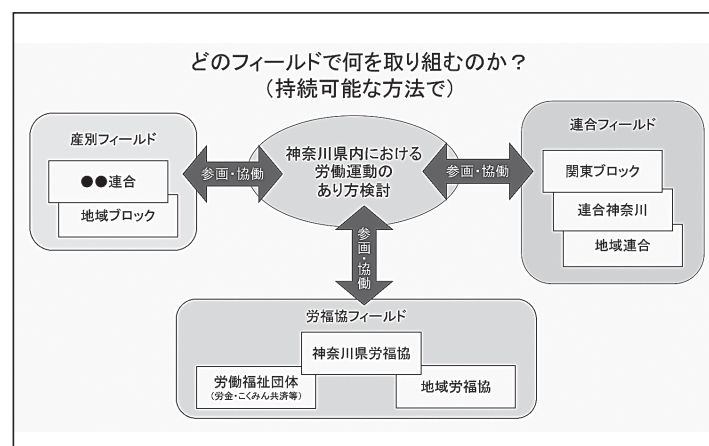 どのフィールドで何を取り組むのか?
(持続可能な方法で)
産別フィールド
●●連合
地域ブロック
参画・協働
神奈川県内における
労働運動の
あり方検討
参画・協働
連合フィールド
関東ブロック
連合神奈川
地域連合
参画・協働
労福協フィールド
神奈川県労福協
労働福祉団体
(労金・こくみん共済等)
地域労福協